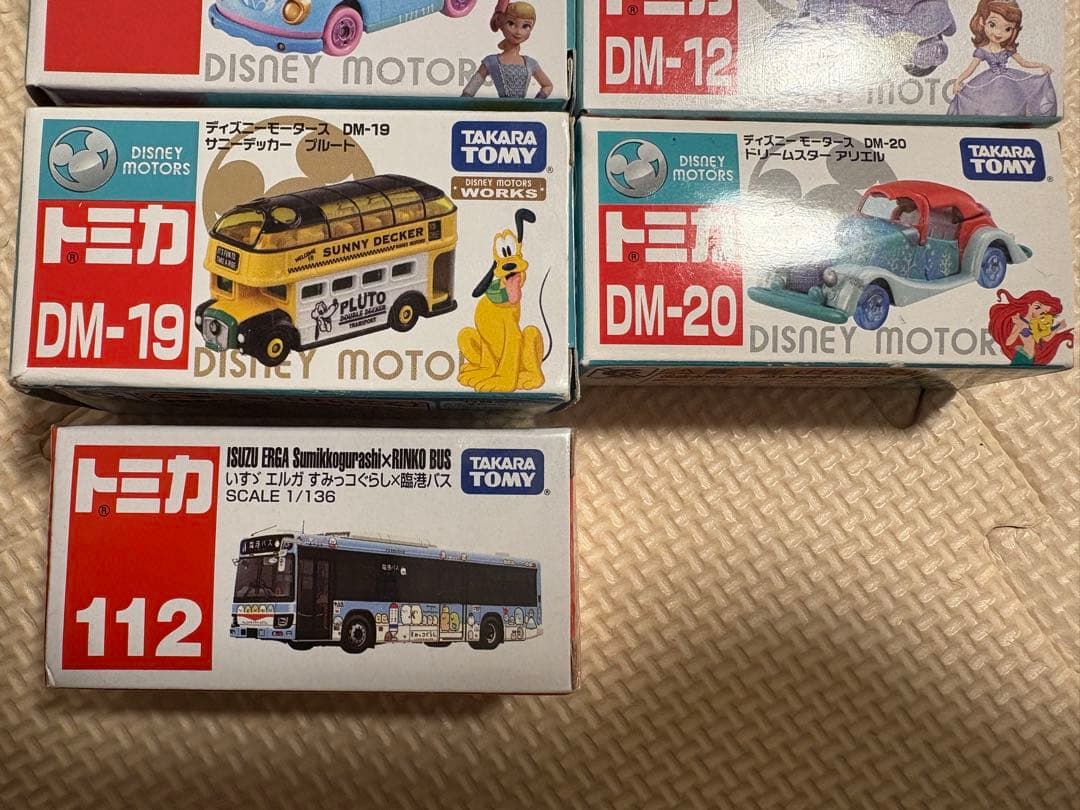 DISNEY MOTOR
トミカ
DM-12
MOTO
DISNEY MOTORS
ディズニーモータース DM-19
サニーデッカー プルート
TAKARA TOMY
DISNEY MOTORS
WORKS
トミカ
DM-19
WELCOME SUNNY DECKER
PLUTO
DOUBLE DECKER
TRANSPORT
DISNEY MOTO
DISNEY MOTORS
ディズニーモータース DM-20
ドリームスター アリエル
TAKARA TOMY
トミカ
DM-20
DISNEY MOTOR
トミカ
112
ISUZU ERGA Sumikkogurashi×RINKO BUS
いすゞ エルガ すみっコぐらし×臨港バス
SCALE 1/136
TAKARA TOMY
臨港バス
臨港バス